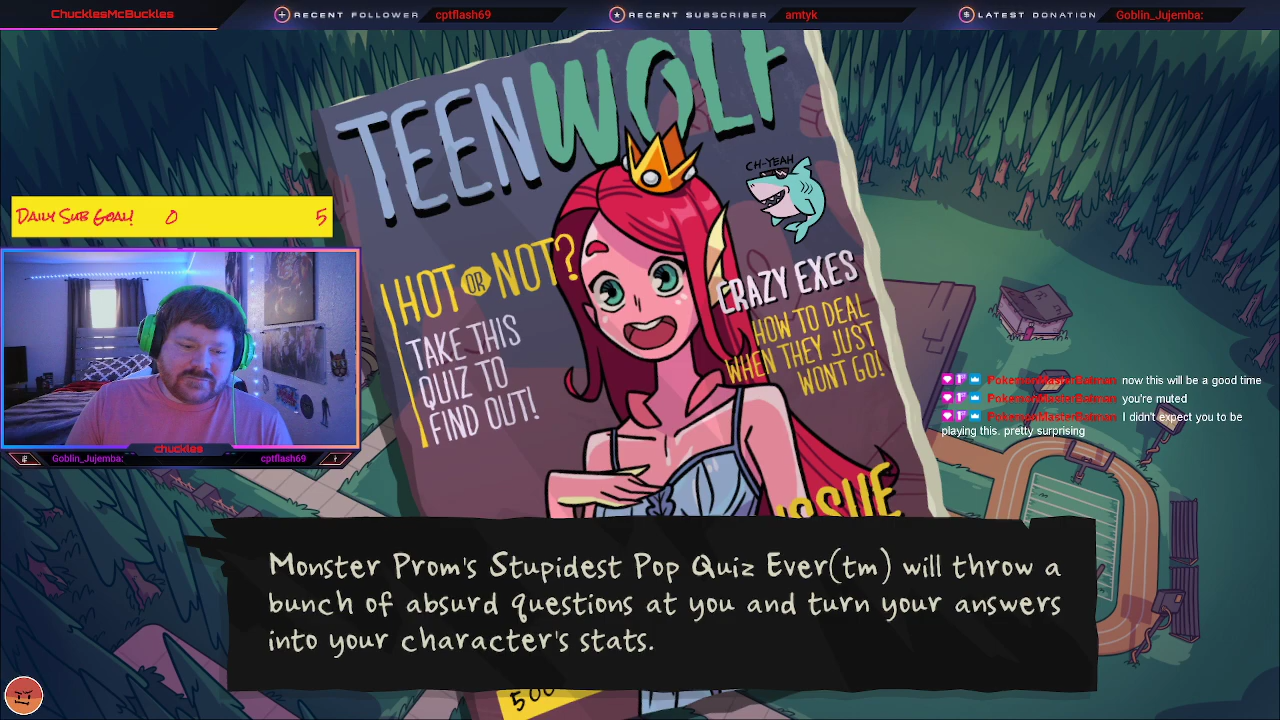 ChucklesMcBuckles
RECENT FOLLOWER cptflash69
RECENT SUBSCRIBER amtyk
LATEST DONATION Goblin_Jujemba:
TEEN WOLF
CH-YEAH
DAILY SUB GOAL! 0 5
HOT OR NOT?
TAKE THIS
QUIZ TO
FIND OUT!
CRAZY EXES
HOW TO DEAL
WHEN THEY JUST
WONT GO!
PokemonMasterBatman now this will be a good time
PokemonMasterBatman you're muted
PokemonMasterBatman I didn't expect you to be
playing this. pretty surprising
chuckles
Goblin_Jujemba: cptflash69
ISSUE
Monster Prom's Stupidest Pop Quiz Ever(tm) will throw a
bunch of absurd questions at you and turn your answers
into your character's stats.
500